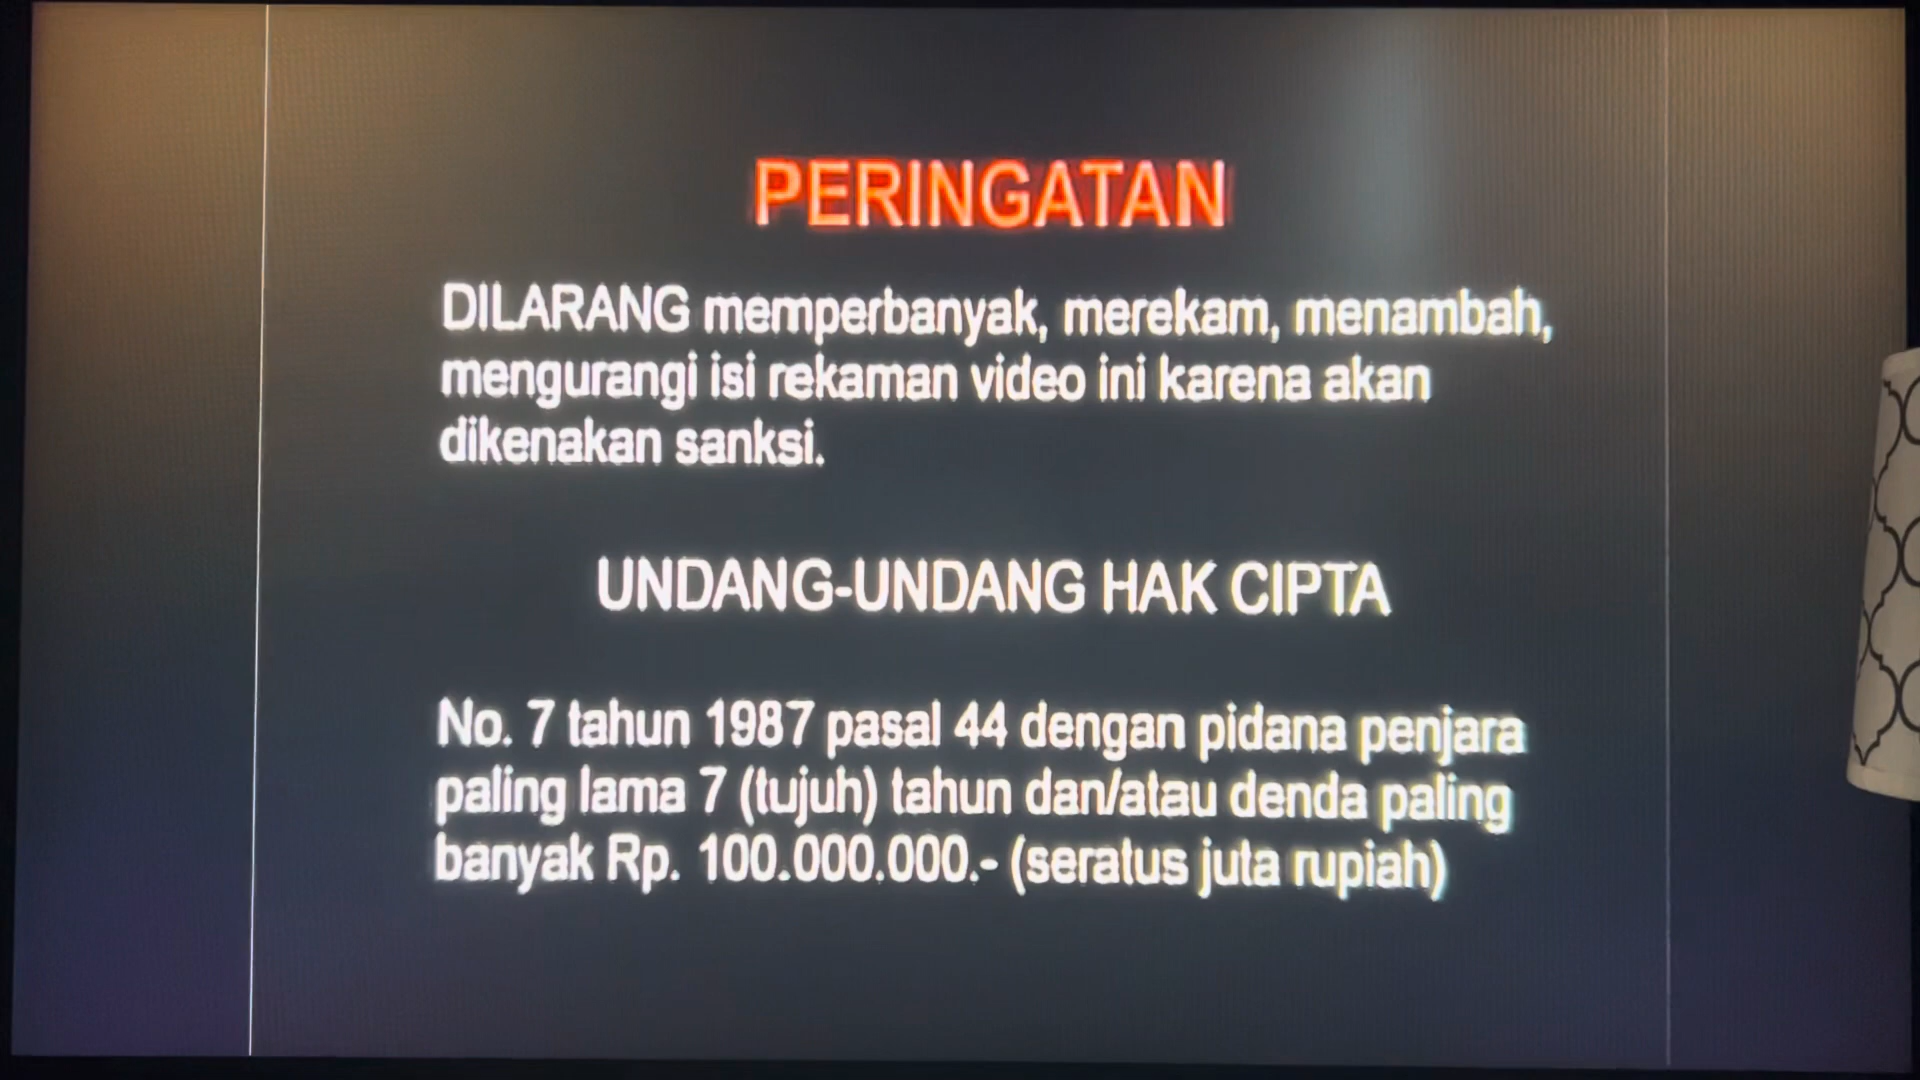 PERINGATAN
DILARANG memperbanyak, merekam, menambah,
mengurangi isi rekaman video ini karena akan
dikenakan sanksi.
UNDANG-UNDANG HAK CIPTA
No. 7 tahun 1987 pasal 44 dengan pidana penjara
paling lama 7 (tujuh) tahun dan/atau denda paling
banyak Rp. 100.000.000.- (seratus juta rupiah)